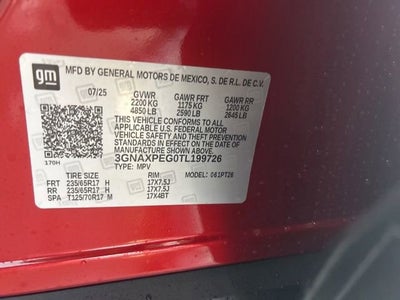 gm
MFD BY GENERAL MOTORS DE MEXICO, S. DE R.L. DE C.V.
07/25 GVWR GAWR FRT GAWR RR
2200 KG 1175 KG 1200 KG
4850 LB 2590 LB 2645 LB
THIS VEHICLE CONFORMS TO ALL APPLICABLE
U.S. FEDERAL MOTOR VEHICLE SAFETY
BUMPER, AND THEFT PREVENTION STANDARDS
IN EFFECT ON THE DATE OF
MANUFACTURE SHOWN ABOVE.
3GNAXPEG0TL199726
170H
TYPE: MPV
TIRE SIZE RIM G61PT26
FRT 235/65R17 H 17X7.5J
RR 235/65R17 H 17X7.5J
SPA T125/70R17 M 17X4BT